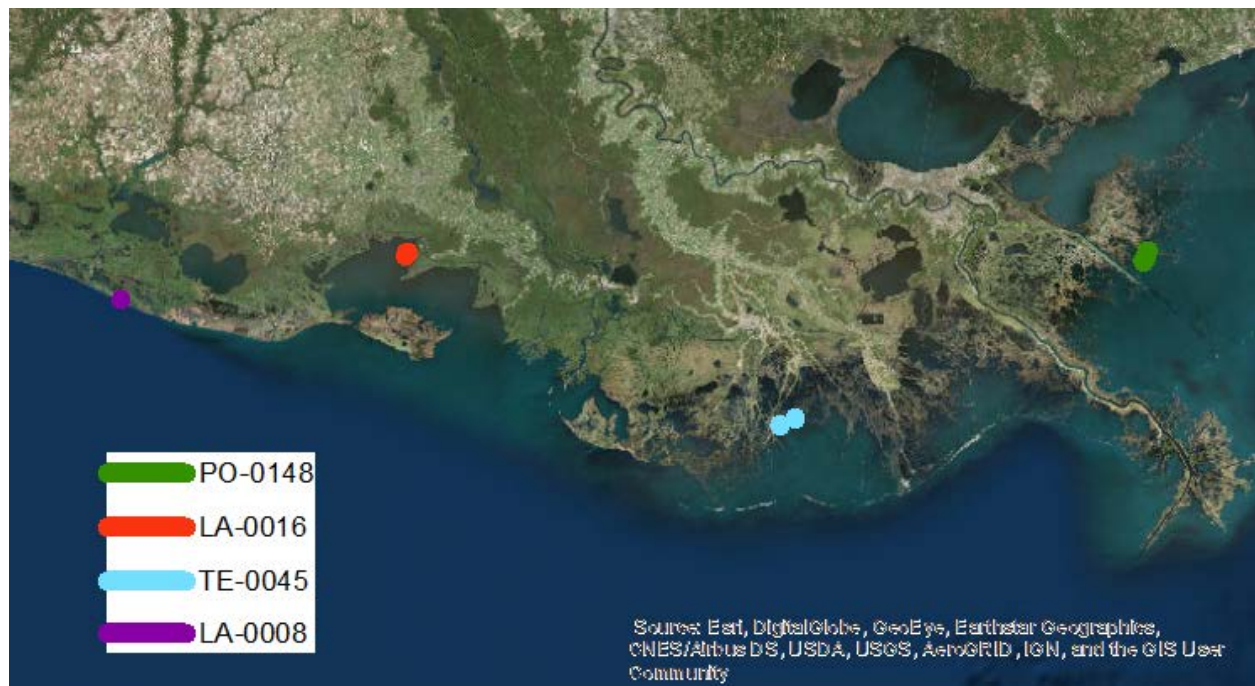 PO-0148
LA-0016
TE-0045
LA-0008
Source: Esri, DigitalGlobe, GeoEye, Earthstar Geographics,
CNES/Airbus DS, USDA, USGS, AeroGRID, IGN, and the GIS User
Community